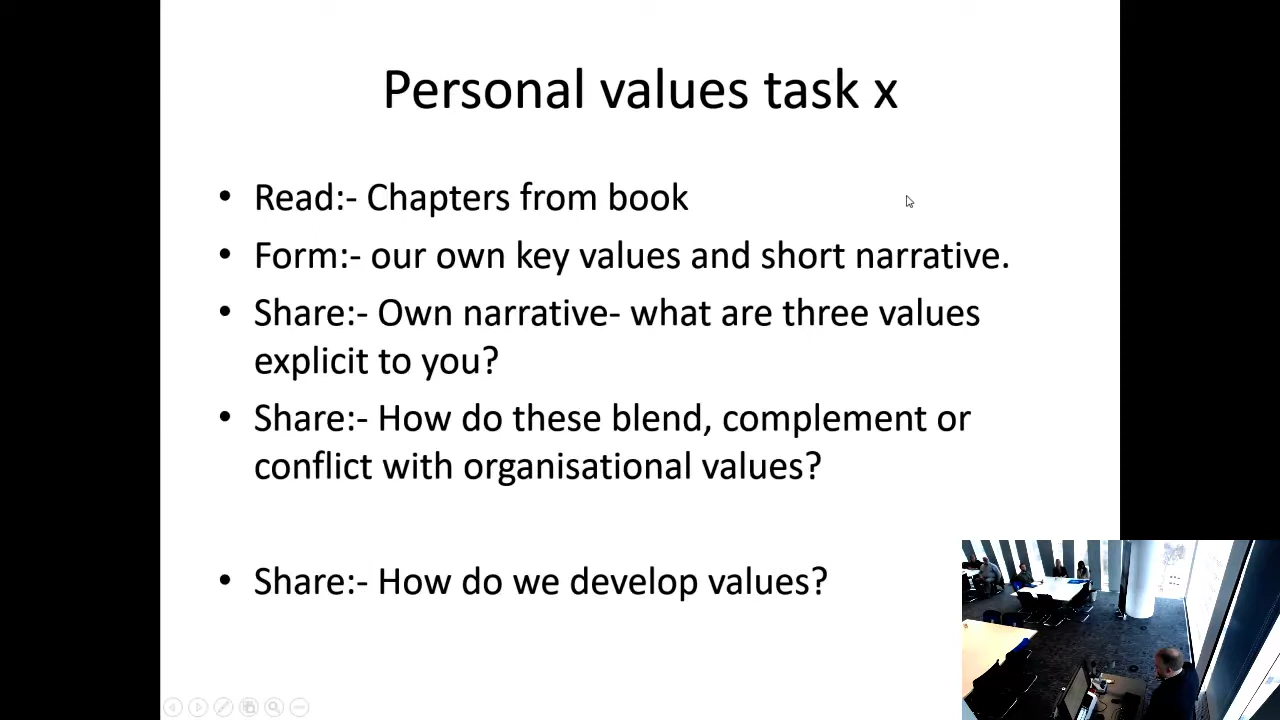 Personal values task x
• Read:- Chapters from book
• Form:- our own key values and short narrative.
• Share:- Own narrative- what are three values
explicit to you?
• Share:- How do these blend, complement or
conflict with organisational values?
• Share:- How do we develop values?